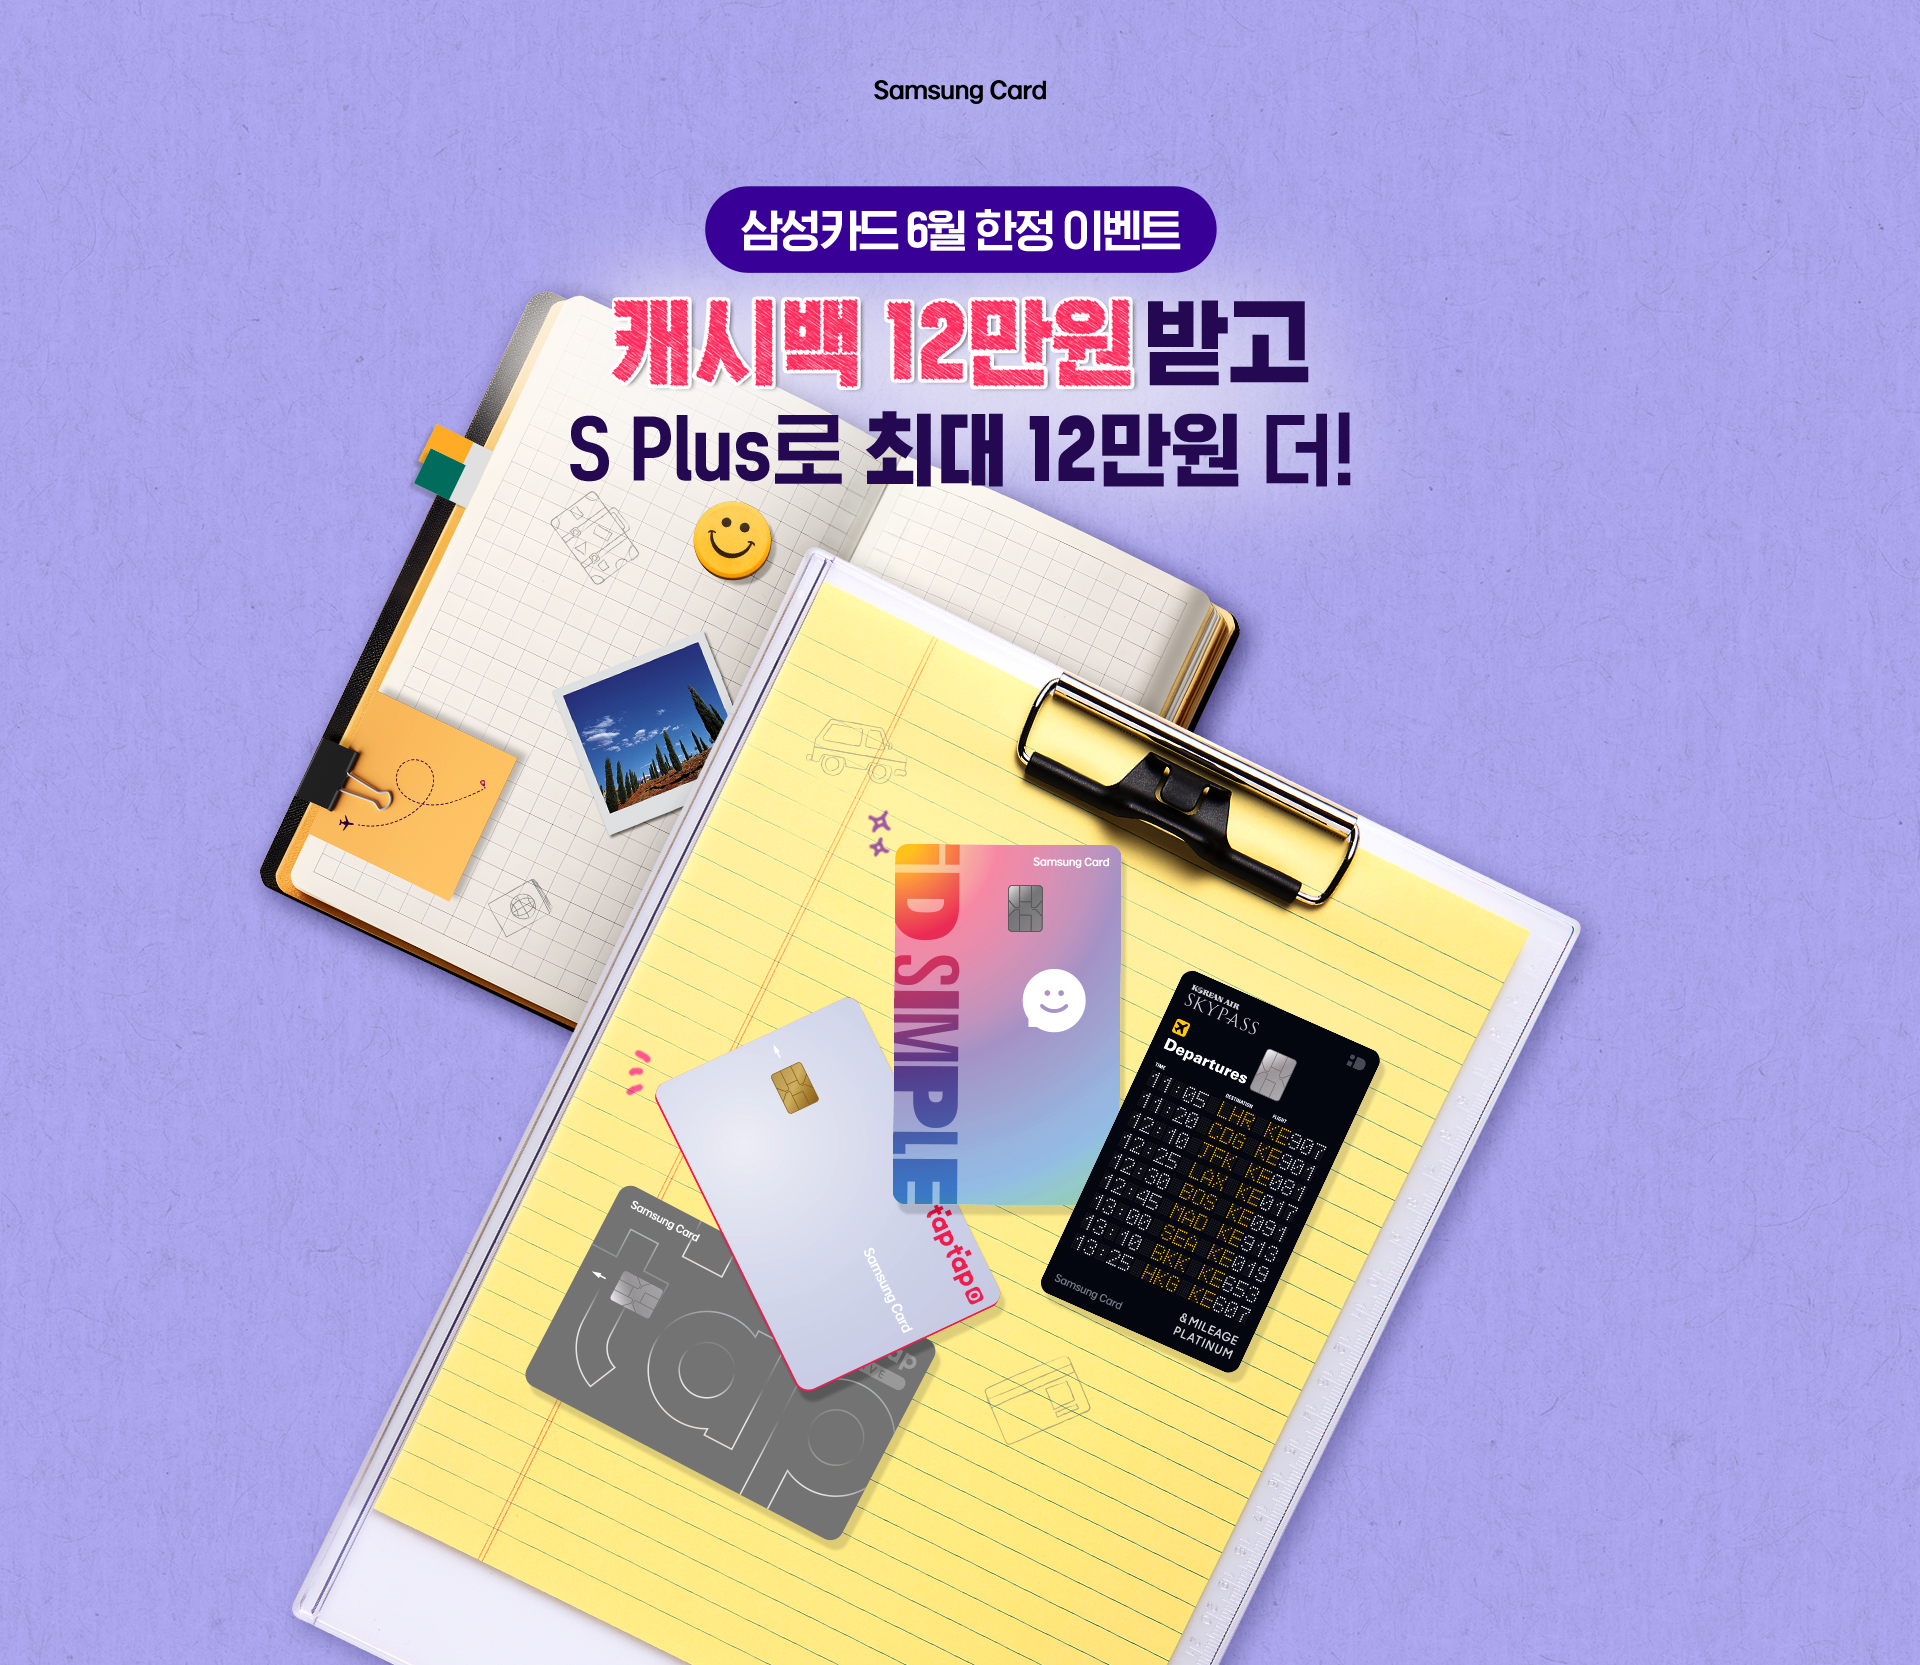 Samsung Card
삼성카드 6월 한정 이벤트
캐시백 12만원 받고
S Plus로 최대 12만원 더!
Samsung Card
iD SIMPLE
KOREAN AIR
SKYPASS
Departures
TIME DESTINATION FLIGHT
11:05 LHR KE907
11:20 CDG KE901
12:10 JFK KE081
12:25 LAX KE017
12:30 BOS KE091
12:45 MAD KE913
13:00 SEA KE019
13:10 BKK KE653
13:25 HKG KE607
Samsung Card
&MILEAGE
PLATINUM
taptap O
Samsung Card
Samsung Card
tap